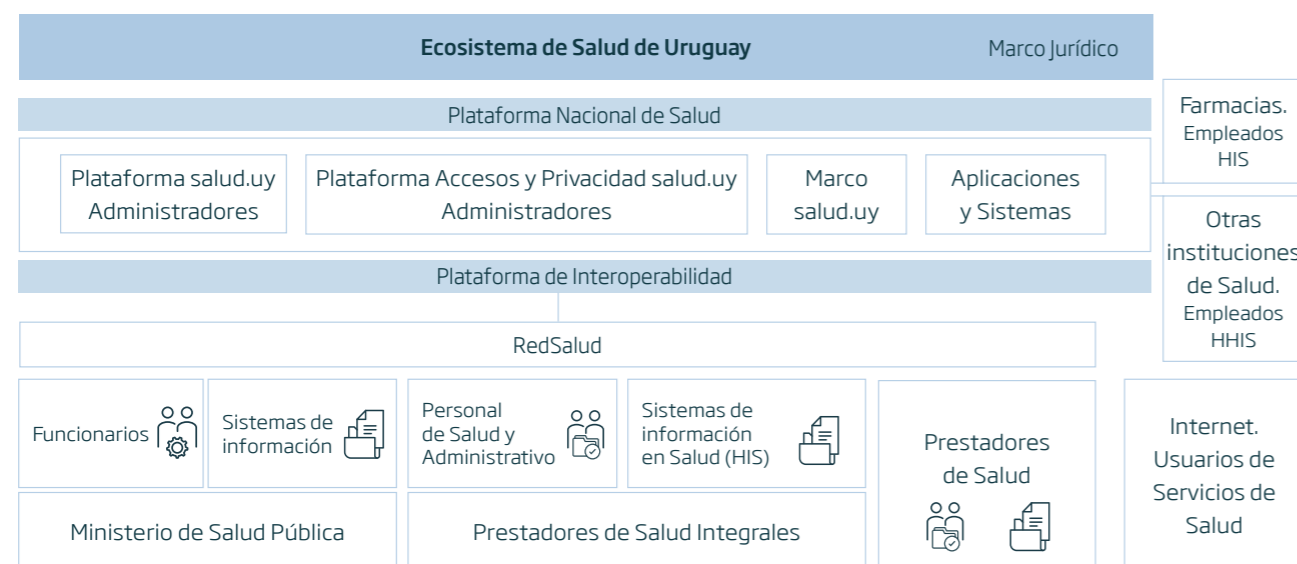 Ecosistema de Salud de Uruguay
Marco Jurídico
Plataforma Nacional de Salud
Plataforma salud.uy
Administradores
Plataforma Accesos y Privacidad salud.uy
Administradores
Marco
salud.uy
Aplicaciones
y Sistemas
Farmacias.
Empleados
HIS
Otras
instituciones
de Salud.
Empleados
HHIS
Plataforma de Interoperabilidad
RedSalud
Funcionarios
Sistemas de
información
Personal
de Salud y
Administrativo
Sistemas de
información
en Salud (HIS)
Ministerio de Salud Pública
Prestadores de Salud Integrales
Prestadores
de Salud
Internet.
Usuarios de
Servicios de
Salud